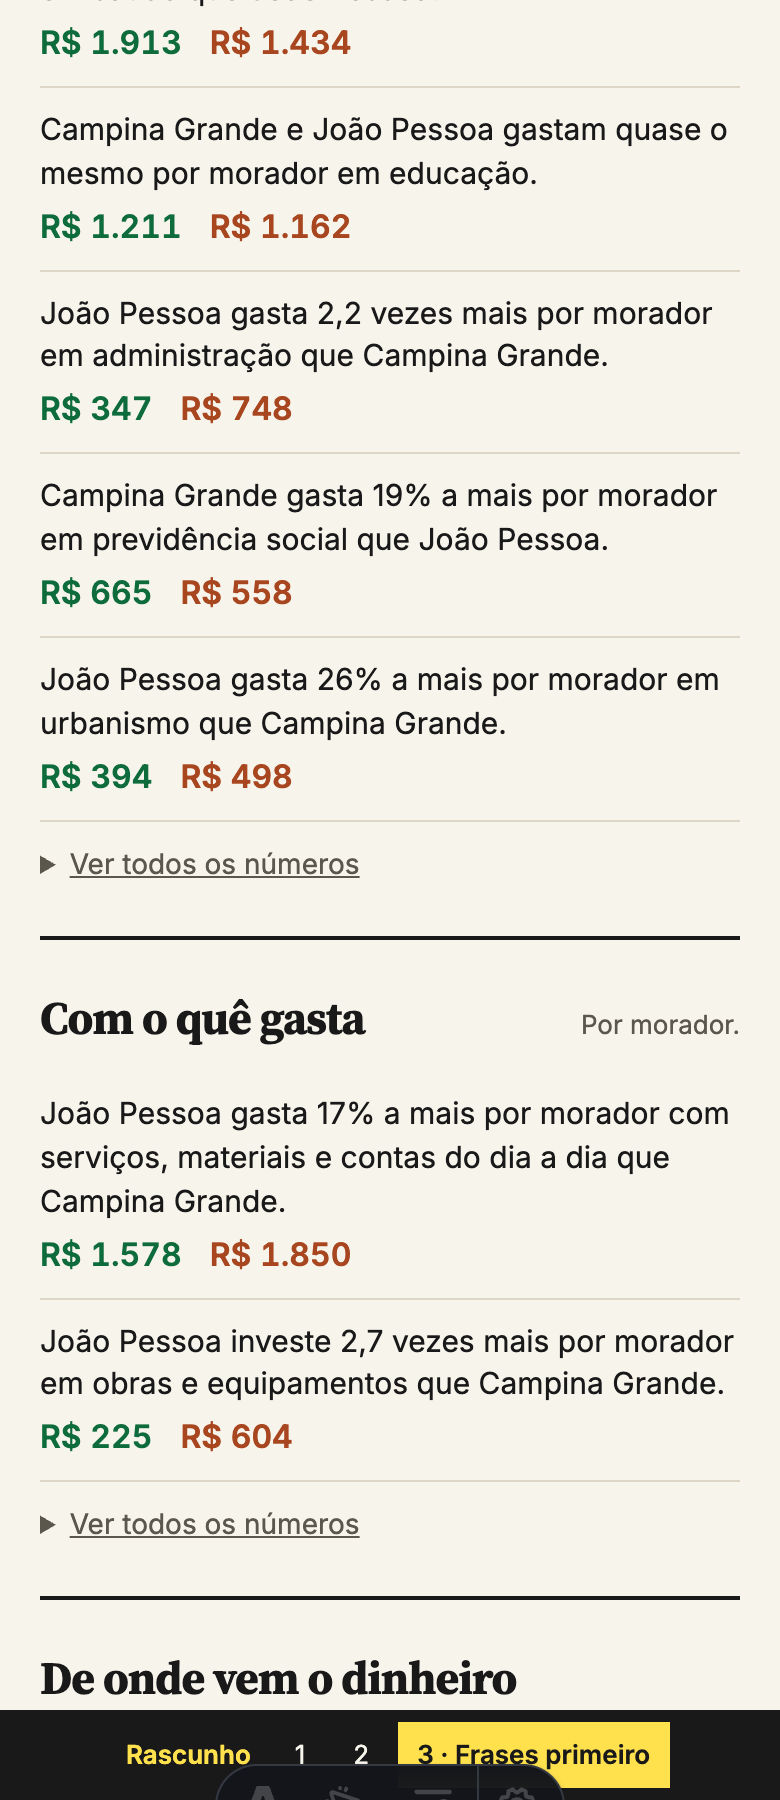 R$ 1.913 R$ 1.434
Campina Grande e João Pessoa gastam quase o
mesmo por morador em educação.
R$ 1.211 R$ 1.162
João Pessoa gasta 2,2 vezes mais por morador
em administração que Campina Grande.
R$ 347 R$ 748
Campina Grande gasta 19% a mais por morador
em previdência social que João Pessoa.
R$ 665 R$ 558
João Pessoa gasta 26% a mais por morador em
urbanismo que Campina Grande.
R$ 394 R$ 498
Ver todos os números
Com o quê gasta
Por morador.
João Pessoa gasta 17% a mais por morador com
serviços, materiais e contas do dia a dia que
Campina Grande.
R$ 1.578 R$ 1.850
João Pessoa investe 2,7 vezes mais por morador
em obras e equipamentos que Campina Grande.
R$ 225 R$ 604
Ver todos os números
De onde vem o dinheiro
Rascunho 1 2 3 · Frases primeiro